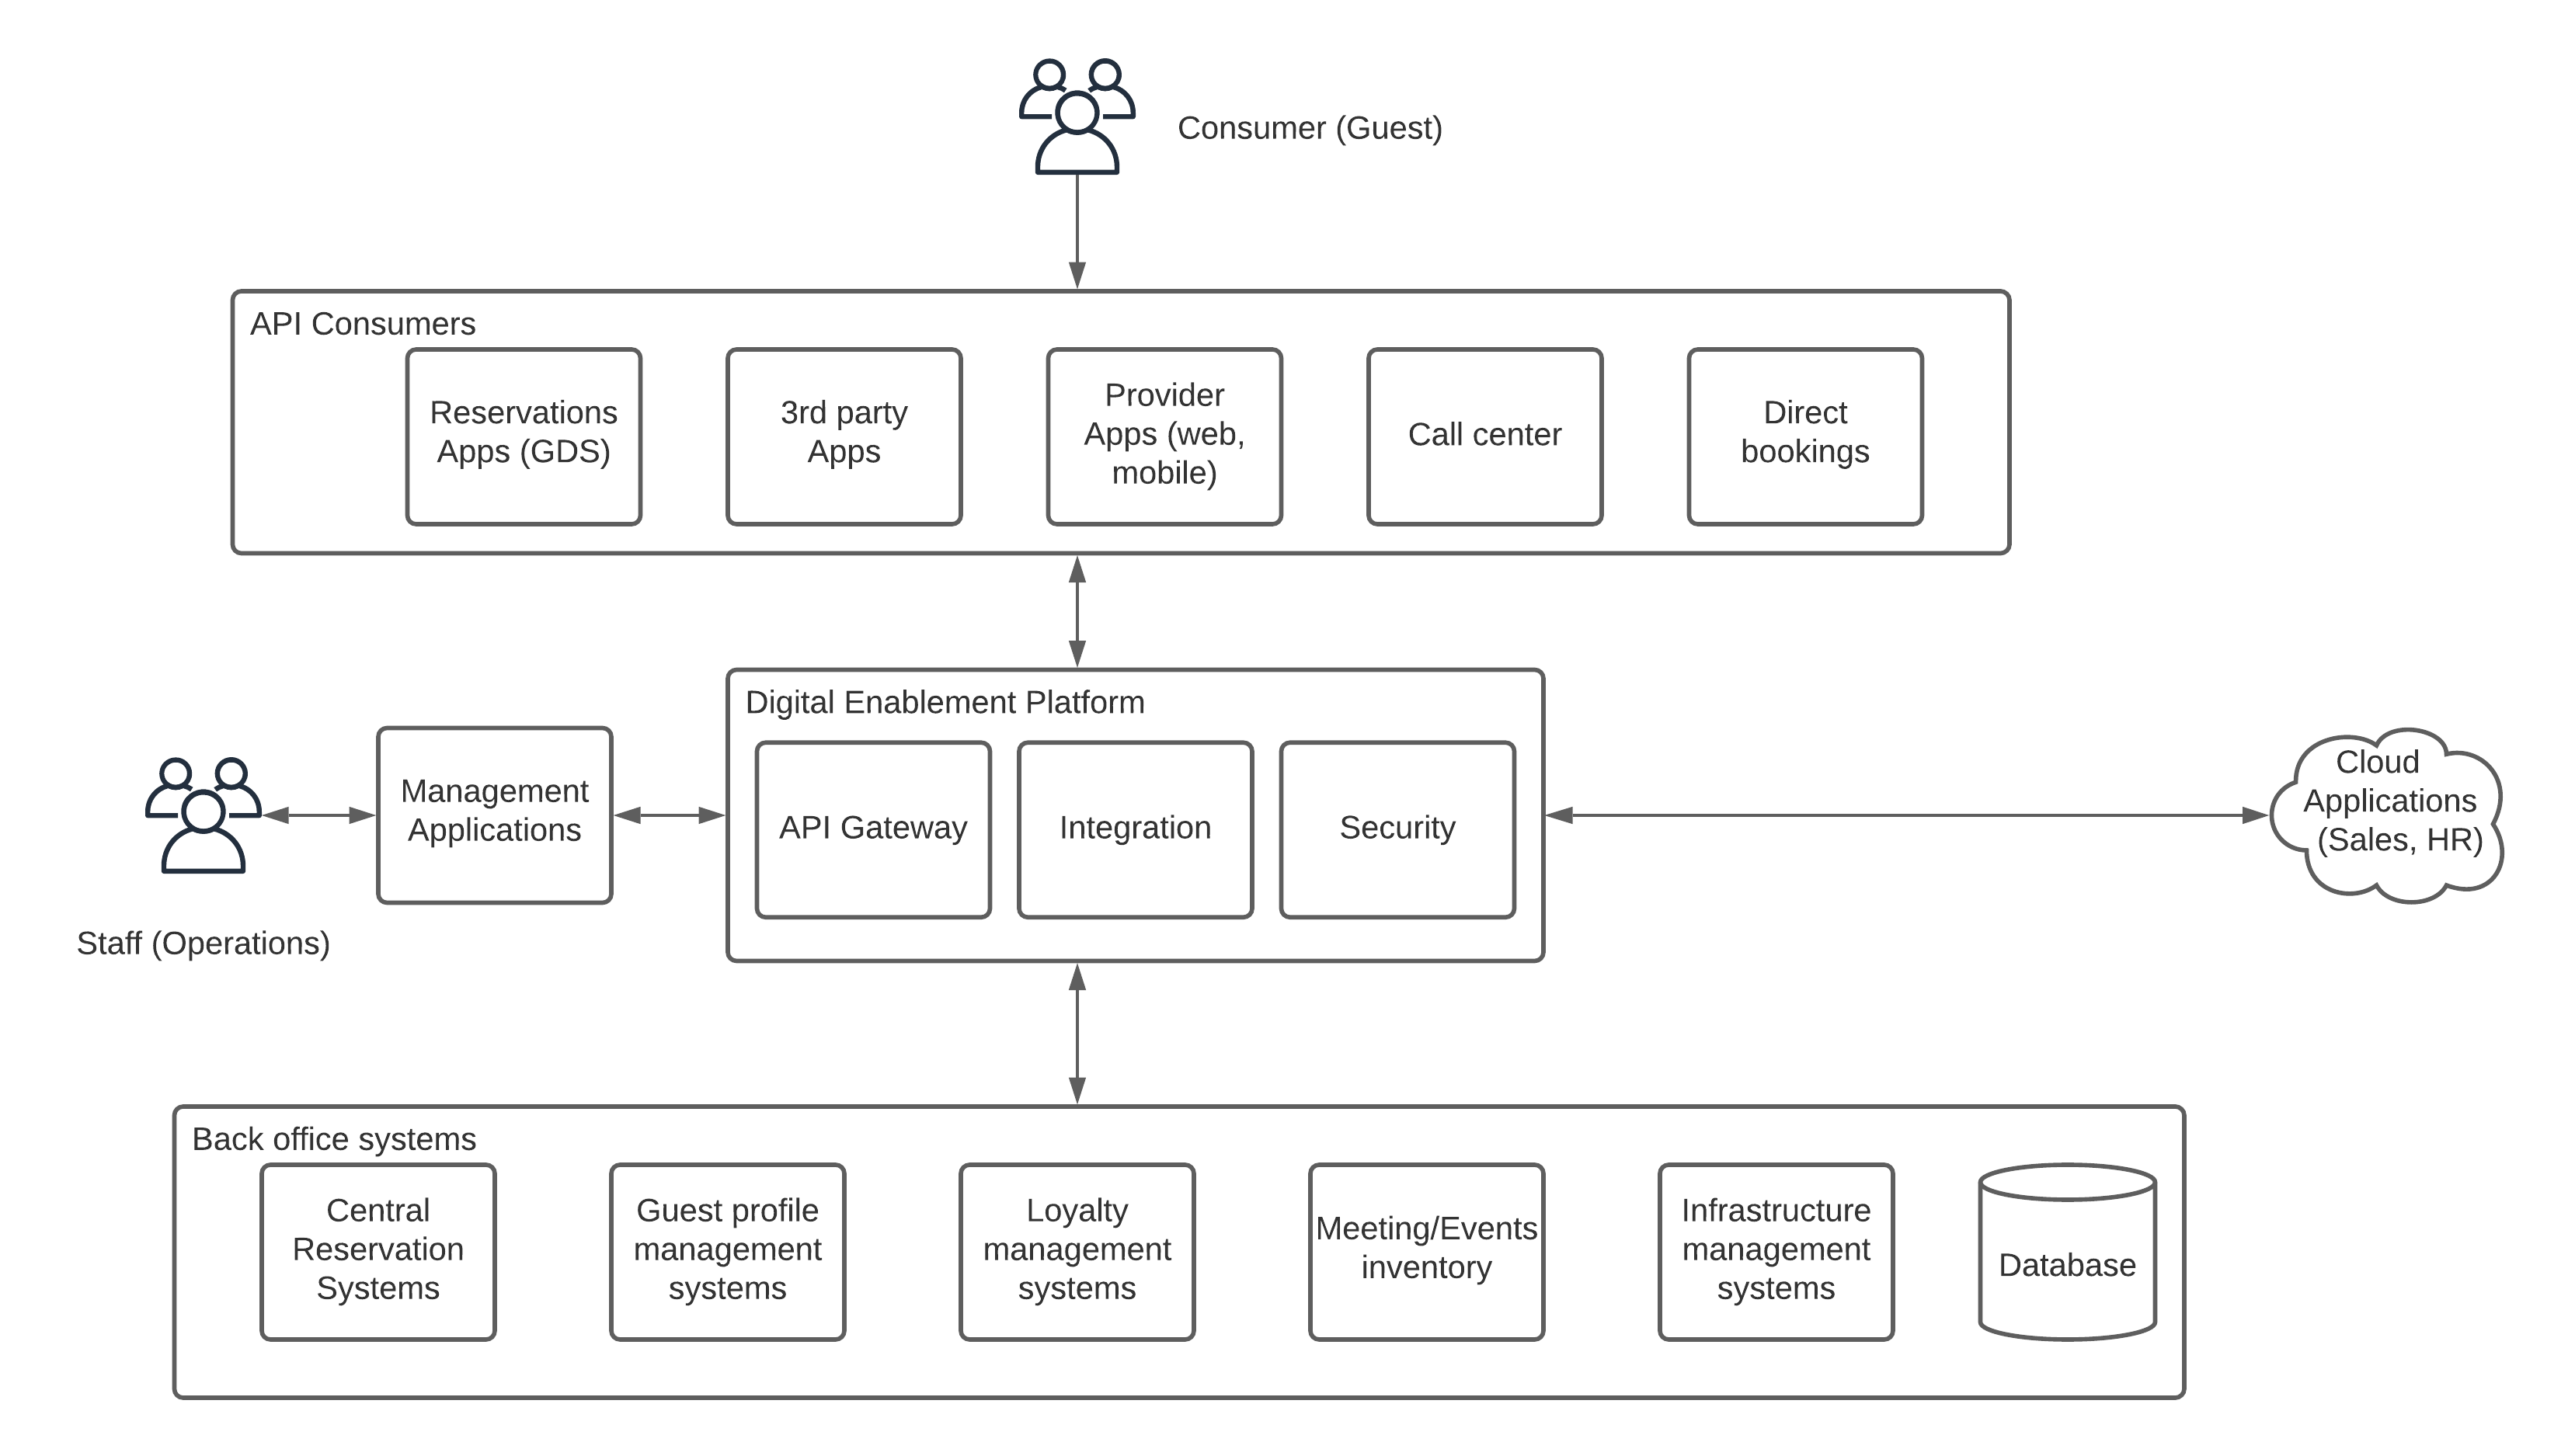 Consumer (Guest)
API Consumers
Reservations
Apps (GDS)
3rd party
Apps
Provider
Apps (web,
mobile)
Call center
Direct
bookings
Digital Enablement Platform
API Gateway
Integration
Security
Management
Applications
Staff (Operations)
Cloud
Applications
(Sales, HR)
Back office systems
Central
Reservation
Systems
Guest profile
management
systems
Loyalty
management
systems
Meeting/Events
inventory
Infrastructure
management
systems
Database